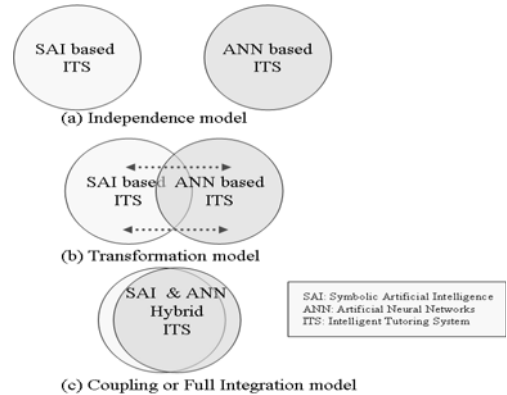 SAI based
ITS
ANN based
ITS
(a) Independence model
SAI based
ITS
ANN based
ITS
(b) Transformation model
SAI & ANN
Hybrid
ITS
SAI: Symbolic Artificial Intelligence
ANN: Artificial Neural Networks
ITS: Intelligent Tutoring System
(c) Coupling or Full Integration model